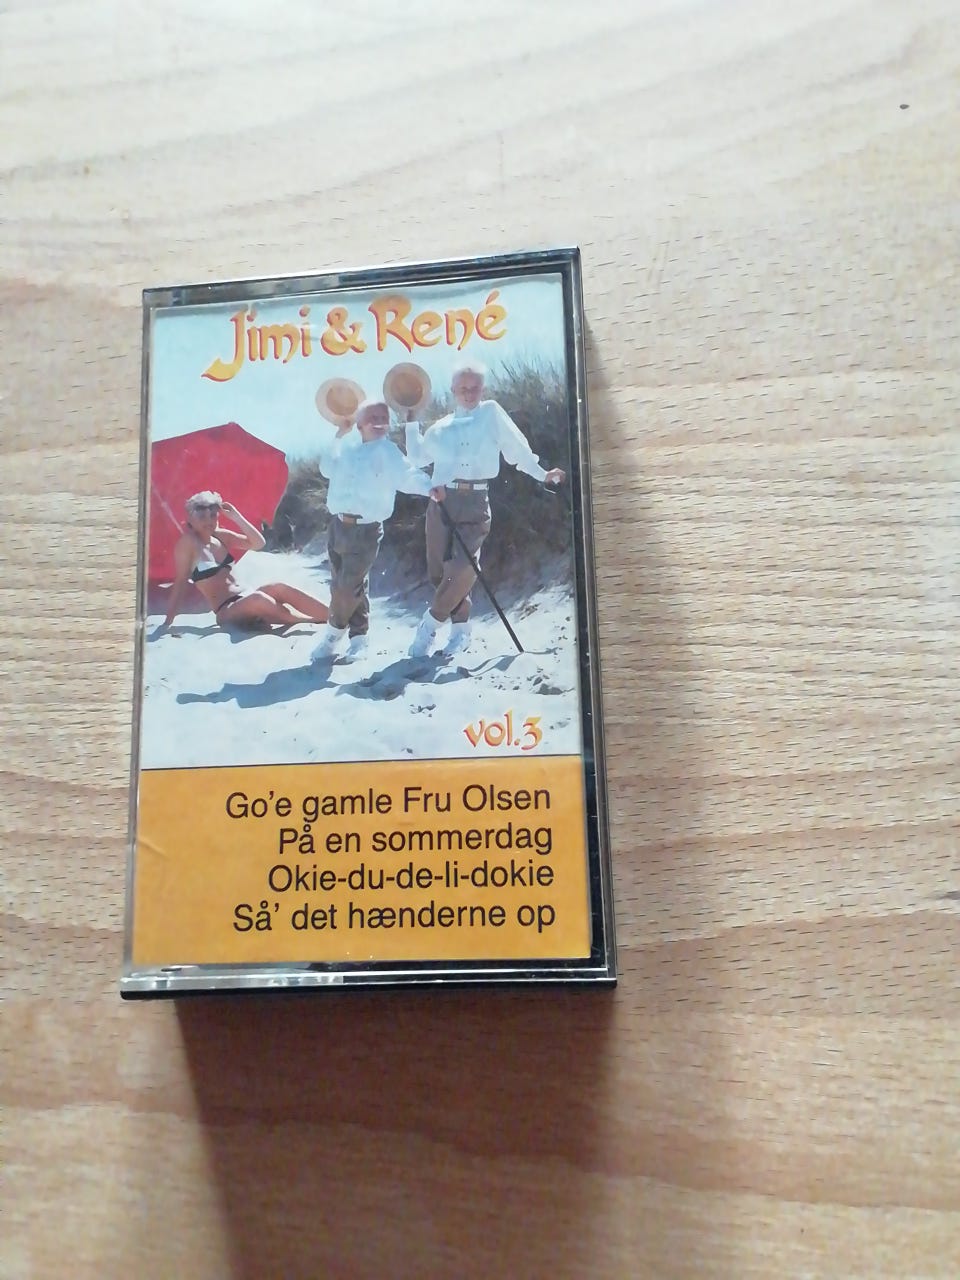 Jimi & René
vol.3
Go'e gamle Fru Olsen
På en sommerdag
Okie-du-de-li-dokie
Så' det hænderne op